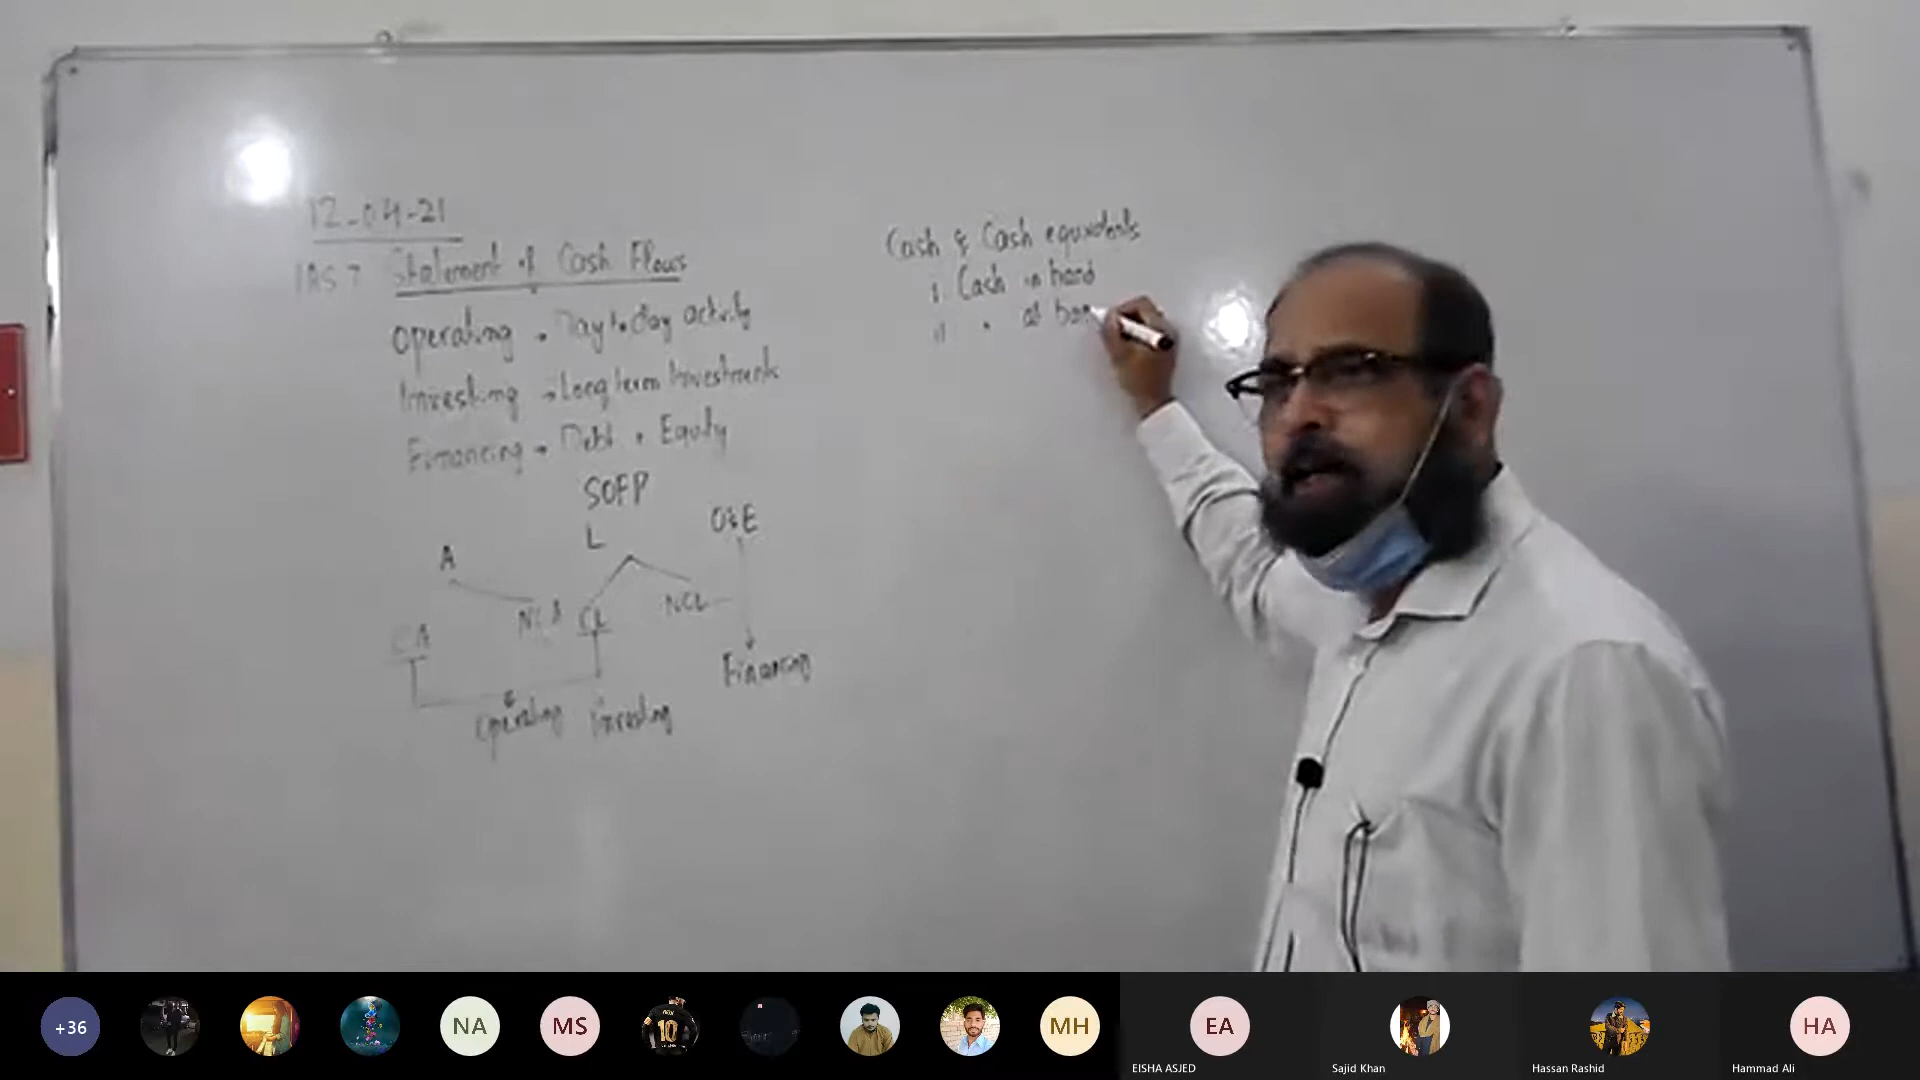 12-04-21
IAS 7 Statement of Cash Flows
Operating → Day to day activity
Investing → Long term Investments
Financing → Debt + Equity
SOFP
A L O's E
CA NCA CL NCL
Operating Investing Financing
Cash & Cash equivalents
i. Cash in hand
ii " at ban
+36
NA
MS
10
MH
EA
HA
EISHA ASJED
Sajid Khan
Hassan Rashid
Hammad Ali